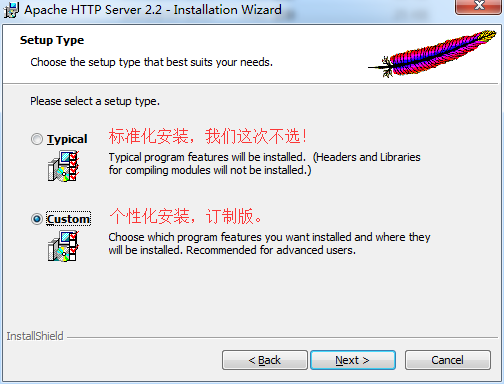 Apache HTTP Server 2.2 - Installation Wizard
Setup Type
Choose the setup type that best suits your needs.
Please select a setup type.
Typical
标准化安装，我们这次不选！
Typical program features will be installed. (Headers and Libraries
for compiling modules will not be installed.)
Custom
个性化安装，订制版。
Choose which program features you want installed and where they
will be installed. Recommended for advanced users.
InstallShield
< Back
Next >
Cancel